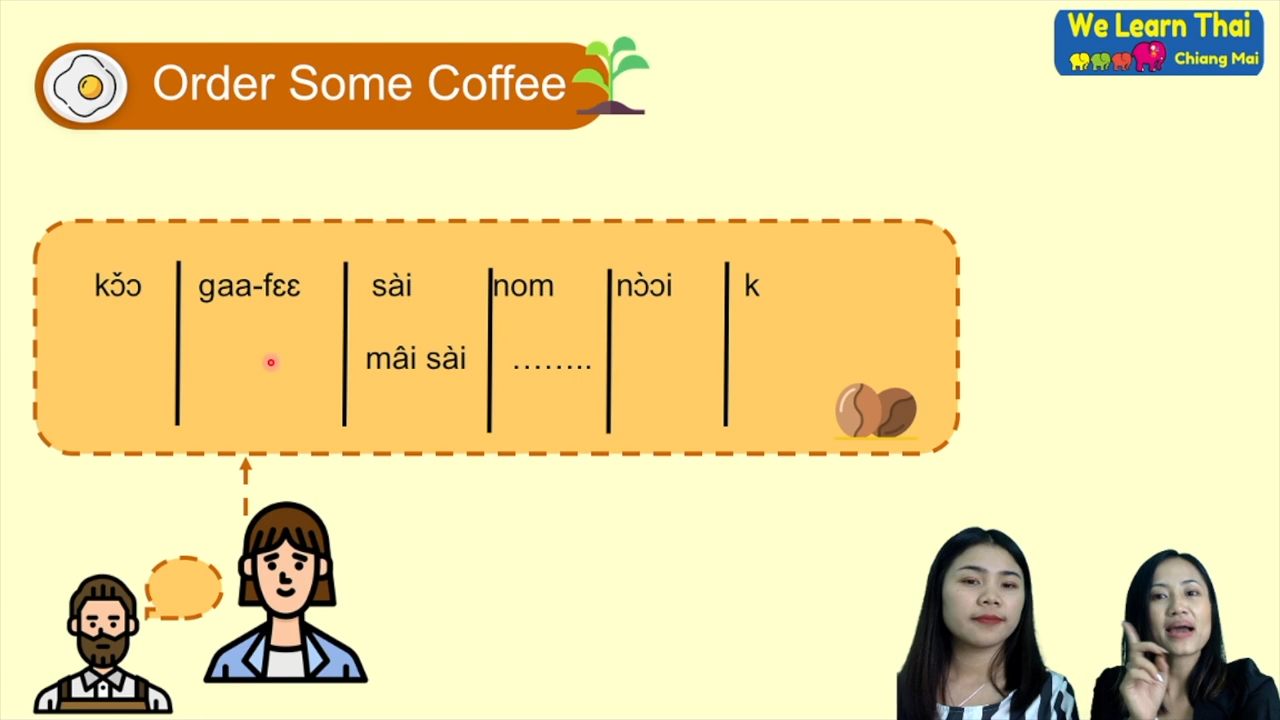 Order Some Coffee
We Learn Thai
Chiang Mai
kɔ̌ɔ gaa-fɛɛ sài nom nɔ̀ɔi k
mâi sài ........